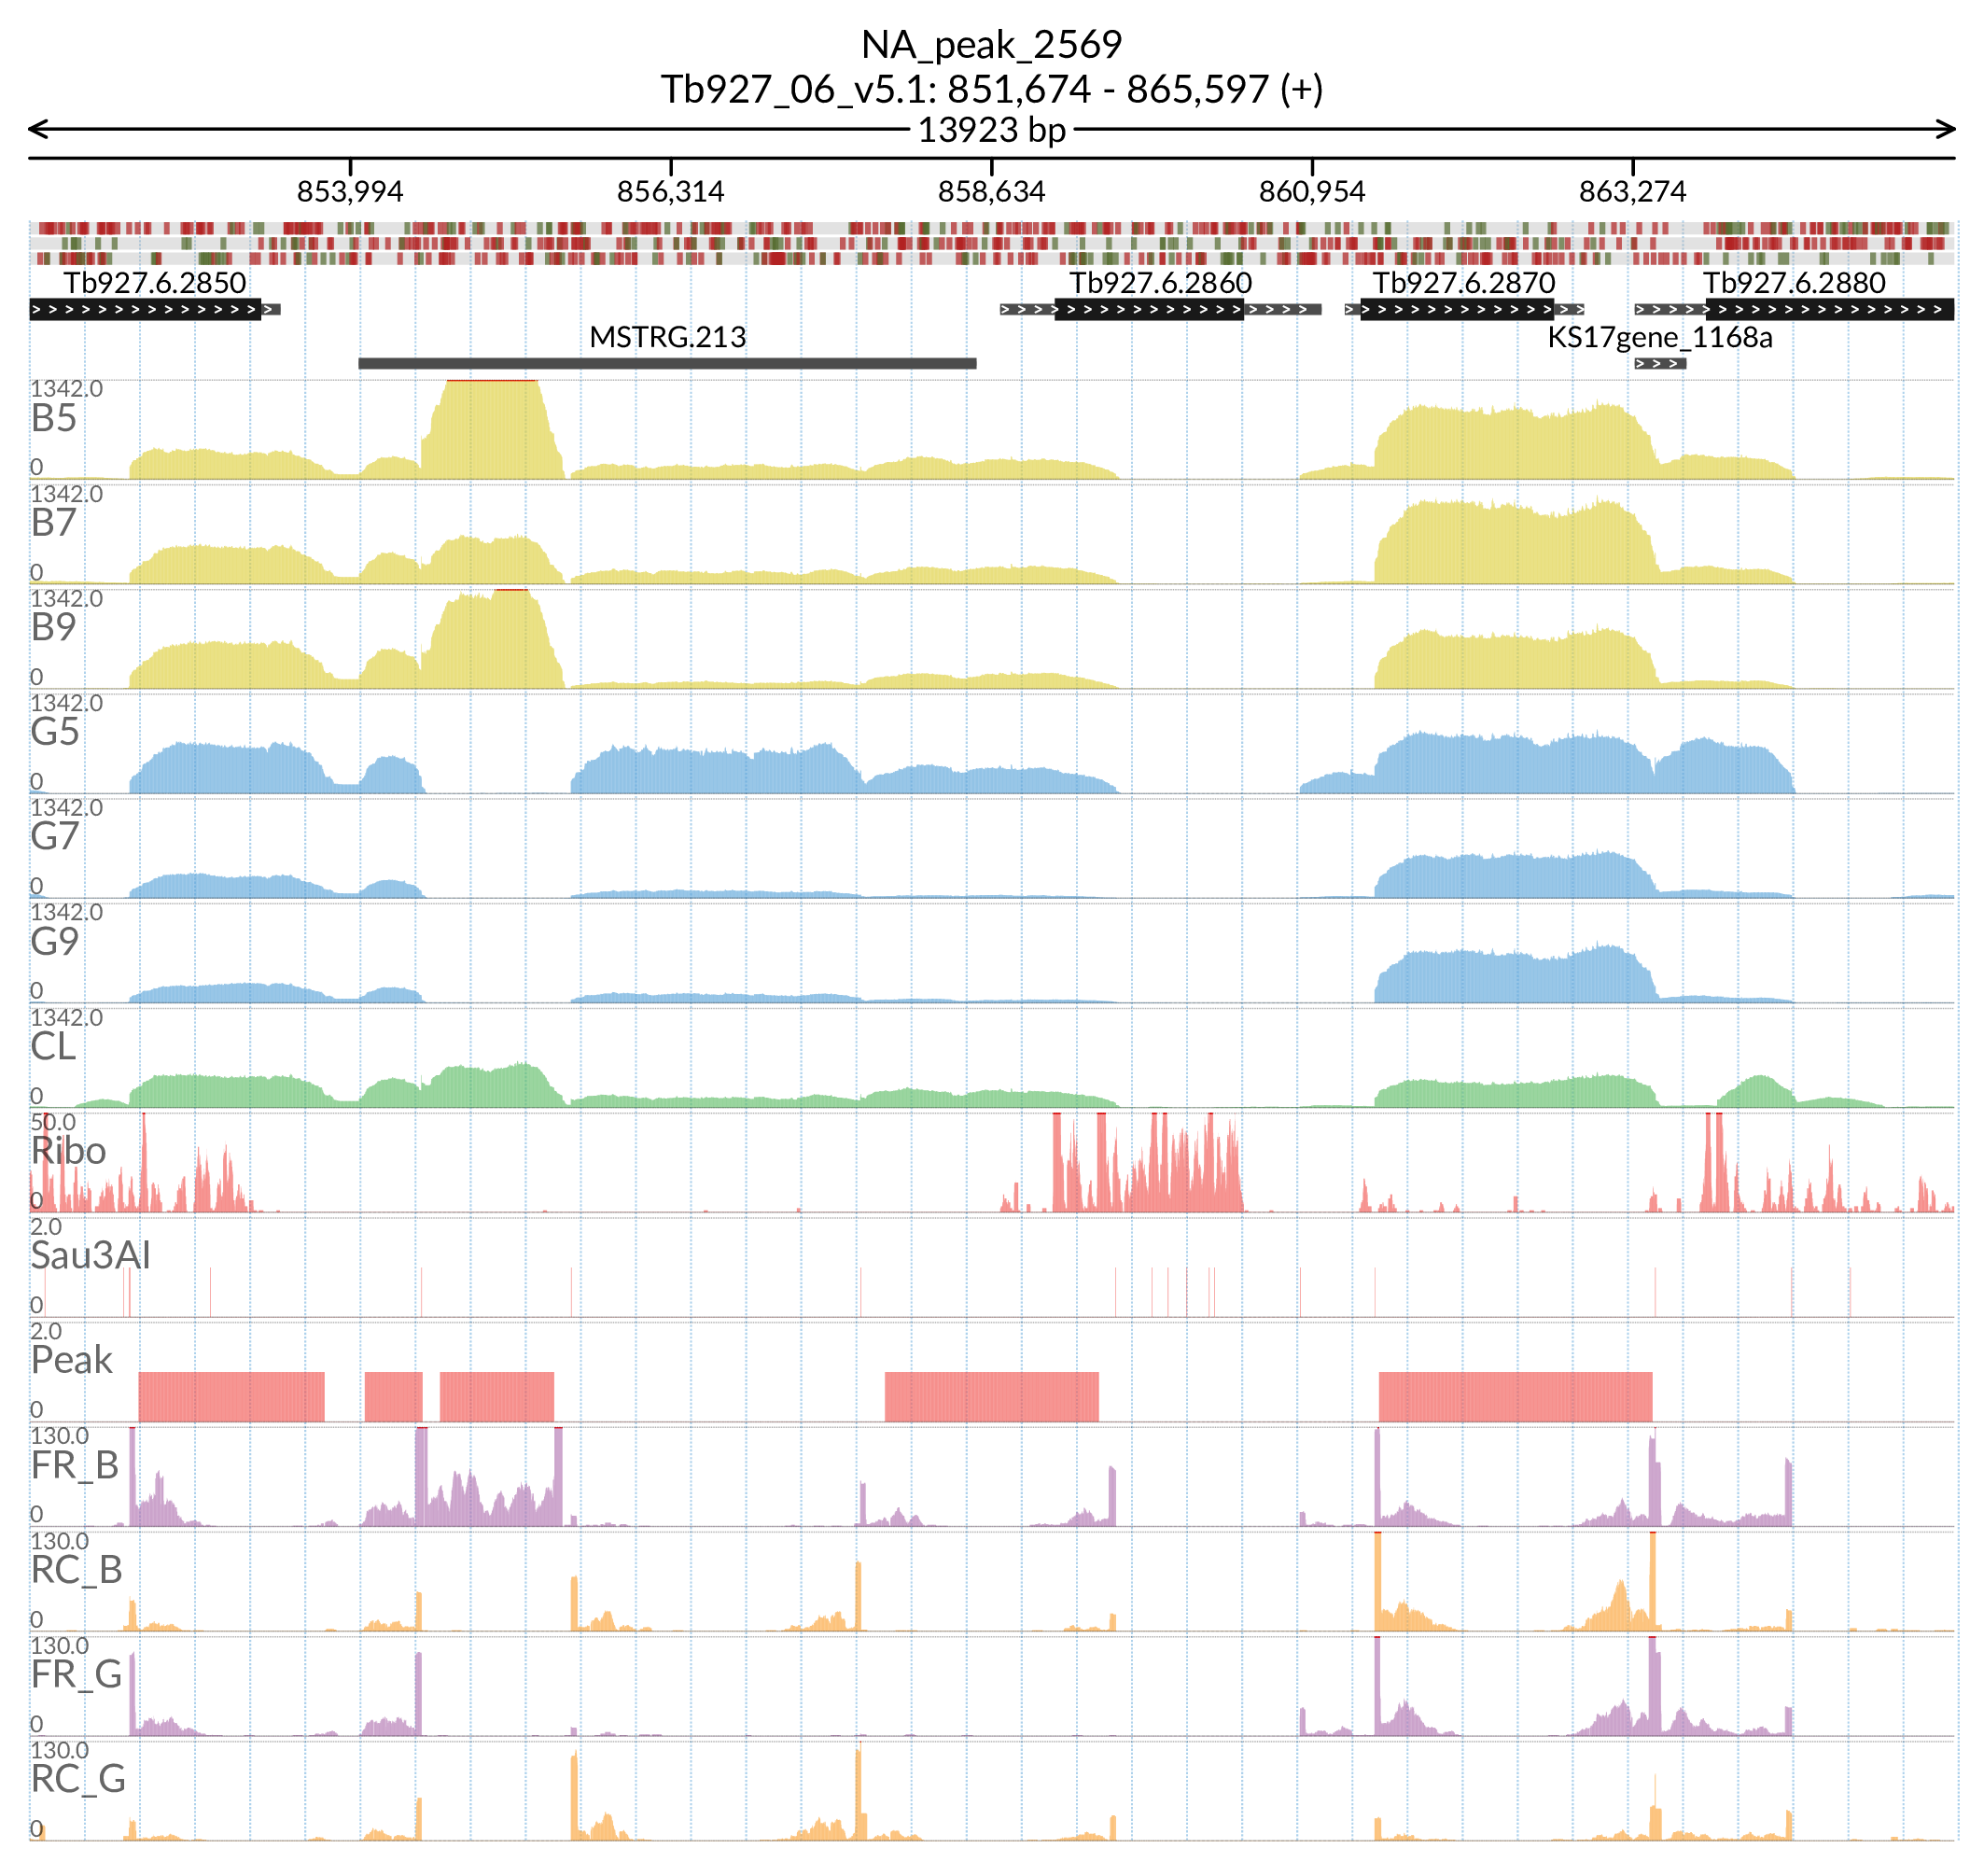 NA_peak_2569
Tb927_06_v5.1: 851,674 - 865,597 (+)
13923 bp
853,994 856,314 858,634 860,954 863,274
Tb927.6.2850 Tb927.6.2860 Tb927.6.2870 Tb927.6.2880
MSTRG.213 KS17gene_1168a
1342.0
B5
0
1342.0
B7
0
1342.0
B9
0
1342.0
G5
0
1342.0
G7
0
1342.0
G9
0
1342.0
CL
0
50.0
Ribo
0
2.0
Sau3AI
0
2.0
Peak
0
130.0
FR_B
0
130.0
RC_B
0
130.0
FR_G
0
130.0
RC_G
0